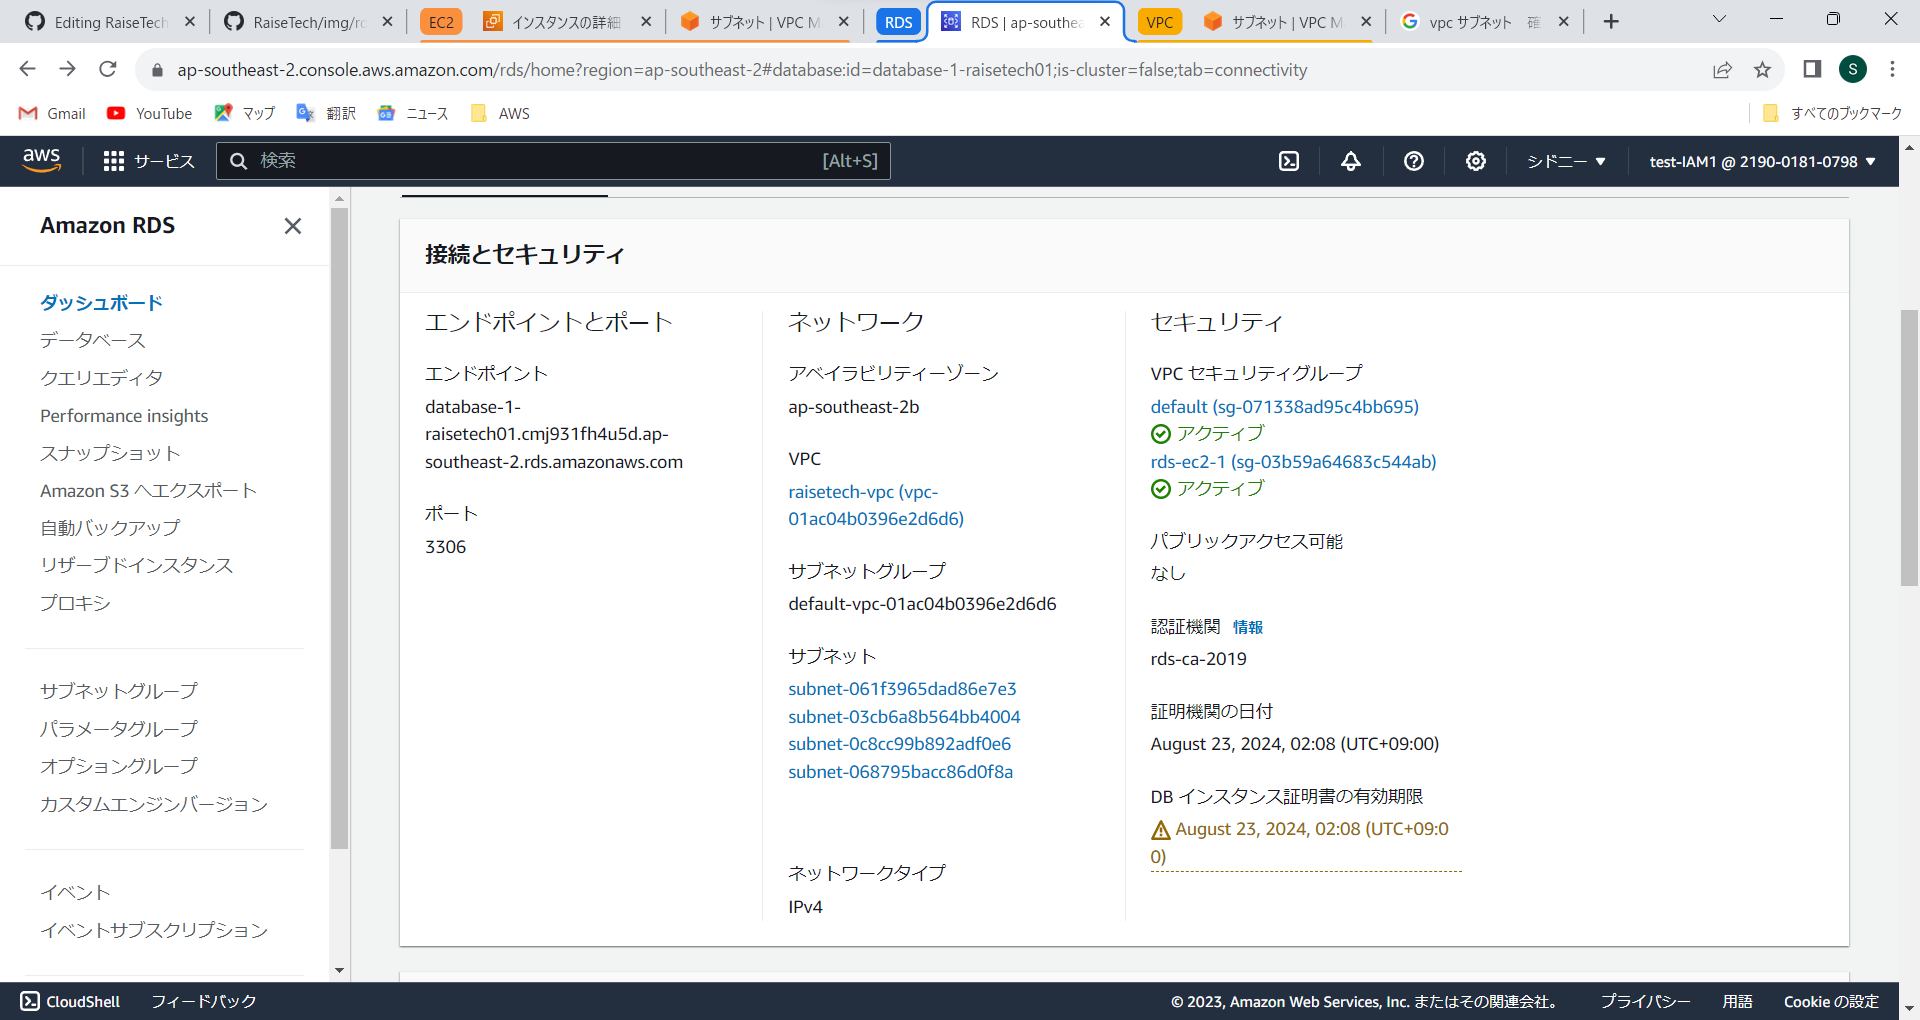 Editing RaiseTech
RaiseTech/img/rd
EC2
インスタンスの詳細
サブネット | VPC M
RDS
RDS | ap-southea
VPC
サブネット | VPC M
vpc サブネット 確
ap-southeast-2.console.aws.amazon.com/rds/home?region=ap-southeast-2#database:id=database-1-raisetech01;is-cluster=false;tab=connectivity
S
Gmail
YouTube
マップ
翻訳
ニュース
AWS
すべてのブックマーク
aws
サービス
検索
[Alt+S]
シドニー ▼
test-IAM1 @ 2190-0181-0798 ▼
Amazon RDS
ダッシュボード
データベース
クエリエディタ
Performance insights
スナップショット
Amazon S3 へエクスポート
自動バックアップ
リザーブドインスタンス
プロキシ
サブネットグループ
パラメータグループ
オプショングループ
カスタムエンジンバージョン
イベント
イベントサブスクリプション
接続とセキュリティ
エンドポイントとポート
エンドポイント
database-1-
raisetech01.cmj931fh4u5d.ap-
southeast-2.rds.amazonaws.com
ポート
3306
ネットワーク
アベイラビリティーゾーン
ap-southeast-2b
VPC
raisetech-vpc (vpc-
01ac04b0396e2d6d6)
サブネットグループ
default-vpc-01ac04b0396e2d6d6
サブネット
subnet-061f3965dad86e7e3
subnet-03cb6a8b564bb4004
subnet-0c8cc99b892adf0e6
subnet-068795bacc86d0f8a
ネットワークタイプ
IPv4
セキュリティ
VPC セキュリティグループ
default (sg-071338ad95c4bb695)
アクティブ
rds-ec2-1 (sg-03b59a64683c544ab)
アクティブ
パブリックアクセス可能
なし
認証機関 情報
rds-ca-2019
証明機関の日付
August 23, 2024, 02:08 (UTC+09:00)
DB インスタンス証明書の有効期限
August 23, 2024, 02:08 (UTC+09:0
0)
CloudShell
フィードバック
© 2023, Amazon Web Services, Inc. またはその関連会社。
プライバシー
用語
Cookie の設定